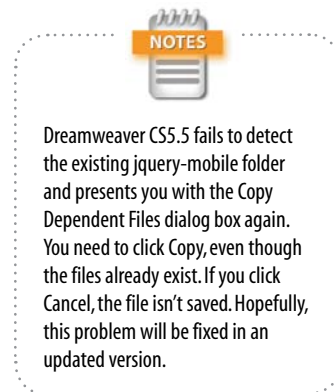 NOTES
Dreamweaver CS5.5 fails to detect
the existing jquery-mobile folder
and presents you with the Copy
Dependent Files dialog box again.
You need to click Copy, even though
the files already exist. If you click
Cancel, the file isn't saved. Hopefully,
this problem will be fixed in an
updated version.